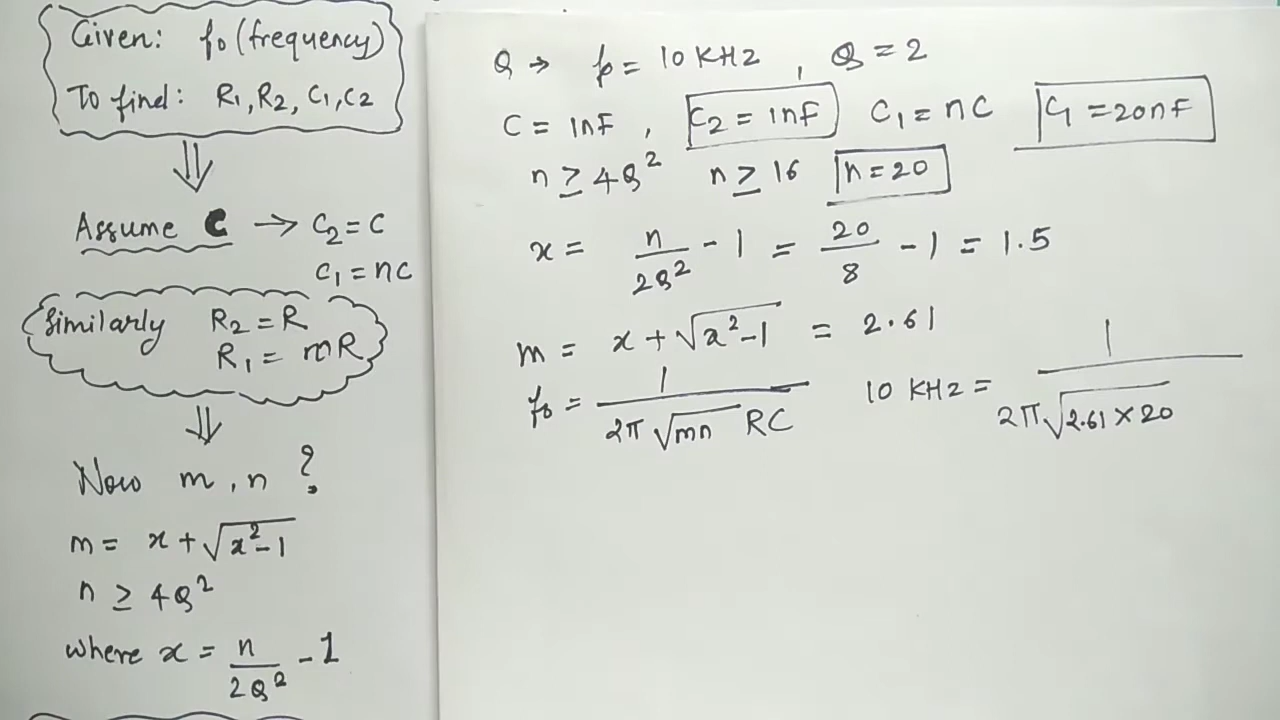 Given: f₀ (frequency)
To find: R₁, R₂, C₁, C₂
⇓
Assume C → C₂ = C
C₁ = nC
Similarly R₂ = R
R₁ = mR
⇓
Now m, n ?
m = x + √(x² - 1)
n ≥ 4Q²
where x = n/2Q² - 1
Q → f₀ = 10 KHz , Q = 2
C = 1nF , C₂ = 1nF C₁ = nC C₁ = 20nF
n ≥ 4Q² n ≥ 16 n = 20
x = n/2Q² - 1 = 20/8 - 1 = 1.5
m = x + √(x² - 1) = 2.61
f₀ = 1/2π √mn RC 10 KHz = 1/2π √2.61 × 20